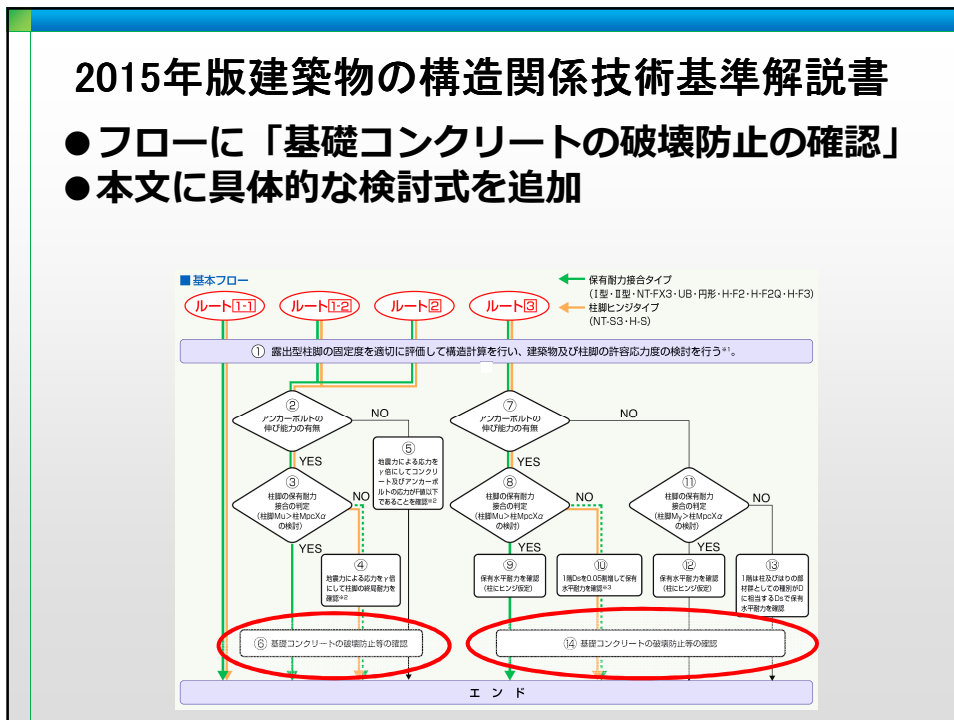 2015年版建築物の構造関係技術基準解説書
●フローに「基礎コンクリートの破壊防止の確認」
●本文に具体的な検討式を追加
■基本フロー
保有耐力接合タイプ
(Ⅰ型・Ⅱ型・NT-FX3・UB・円形・H-F2・H-F2Q・H-F3)
柱脚ヒンジタイプ
(NT-S3・H-S)
ルート1-1
ルート1-2
ルート2
ルート3
① 露出型柱脚の固定度を適切に評価して構造計算を行い、建築物及び柱脚の許容応力度の検討を行う※1。
②
アンカーボルトの
伸び能力の有無
NO
YES
⑦
アンカーボルトの
伸び能力の有無
NO
YES
⑤
地震力による応力を
γ倍にしてコンクリ
ート及びアンカーボ
ルトの応力がF値以下
であることを確認※2
③
柱脚の保有耐力
接合の判定
(柱脚Mu>柱MpcXα
の検討)
NO
YES
⑧
柱脚の保有耐力
接合の判定
(柱脚Mu>柱MpcXα
の検討)
NO
YES
⑪
柱脚の保有耐力
接合の判定
(柱脚My>柱MpcXα
の検討)
NO
YES
④
地震力による応力をγ倍
にして柱脚の終局耐力を
確認※2
⑨
保有水平耐力を確認
(柱にヒンジ仮定)
⑩
1階Dsを0.05割増して保有
水平耐力を確認※3
⑫
保有水平耐力を確認
(柱にヒンジ仮定)
⑬
1階は柱及びはりの部
材群としての種別がD
に相当するDsで保有
水平耐力を確認
⑥ 基礎コンクリートの破壊防止等の確認
⑭ 基礎コンクリートの破壊防止等の確認
エンド